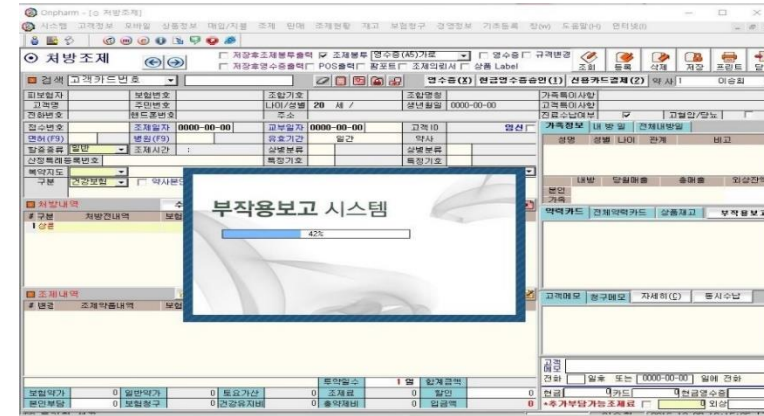 Onpharm - [o 처방조제]
시스템 고객정보 모바일 상품정보 매입/지불 조제 판매 조제현황 재고 보험청구 경영정보 기초등록 도움말(H) 인터넷(I)
처방조제
저장후조제봉투출력 조제봉투 영수증(A5)가로 영수증 규격변경
저장후영수증출력 POS출력 팜포트 조제의뢰서 상품 Label
조회 등록 삭제 저장 프린트
검색 고객카드번호 영수증(X) 현금영수증승인(1) 신용카드결제(2) 약사 1 이승희
피보험자 보험번호 조합기호 조합명칭 가족특이사항
고객명 주민번호 나이/성별 20 세 / 생년월일 0000-00-00 고객특이사항
전화번호 핸드폰번호 주소 진료수납여부 고혈압/당뇨
접수번호 조제일자 0000-00-00 교부일자 0000-00-00 고객ID 합산 가족정보 내 방 일 전체내방일
면허(F9) 병원(F9) 유효기간 일간 약사 성명 성별 나이 관계 비고
할증종류 일반 조제시간 : 상병분류 상병분류
산정특례등록번호 특정기호 특정기호
복약지도
구분 건강보험 내방 당월매출 총매출 외상잔액
본인
가족
처방내역
약력카드 전체약력카드 상품재고 부작용보고
# 구분 처방전내역
1 상온
부작용보고 시스템
42%
조제내역
고객메모 청구메모 자세히(C) 동시수납
# 변경 조제약품내역
고객메모
투약일수 1 일 합계금액 전화 일후 또는 0000-00-00 일에 전화
보험약가 0 일반약가 0 토요가산 0 조제료 0 할인 0 현금 0 카드 0 현금영수증
본인부담 0 보험청구 0 건강유지비 0 총약제비 0 입금액 0 +추가부담가능조제료 0 외상